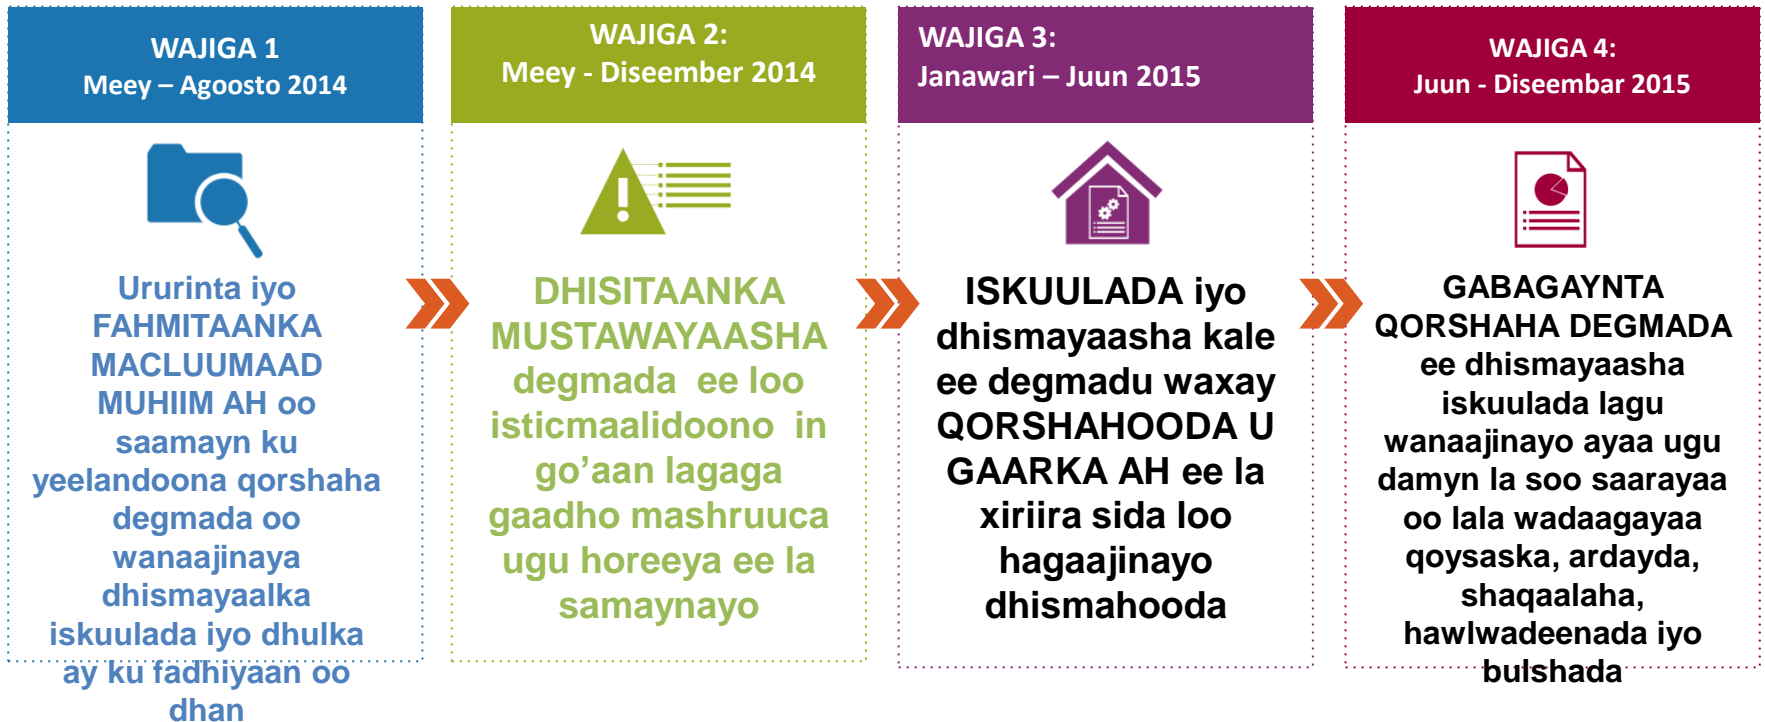 WAJIGA 1
Meey – Agoosto 2014
Ururinta iyo
FAHMITAANKA
MACLUUMAAD
MUHIIM AH oo
saamayn ku
yeelandoona qorshaha
degmada oo
wanaajinaya
dhismayaalka
iskuulada iyo dhulka
ay ku fadhiyaan oo
dhan
WAJIGA 2:
Meey - Diseember 2014
DHISITAANKA
MUSTAWAYAASHA
degmada ee loo
isticmaalidoono in
go’aan lagaga
gaadho mashruuca
ugu horeeya ee la
samaynayo
WAJIGA 3:
Janawari – Juun 2015
ISKUULADA iyo
dhismayaasha kale
ee degmadu waxay
QORSHAHOODA U
GAARKA AH ee la
xiriira sida loo
hagaajinayo
dhismahooda
WAJIGA 4:
Juun - Diseembar 2015
GABAGAYNTA
QORSHAHA DEGMADA
ee dhismayaasha
iskuulada lagu
wanaajinayo ayaa ugu
damyn la soo saarayaa
oo lala wadaagayaa
qoysaska, ardayda,
shaqaalaha,
hawlwadeenada iyo
bulshada